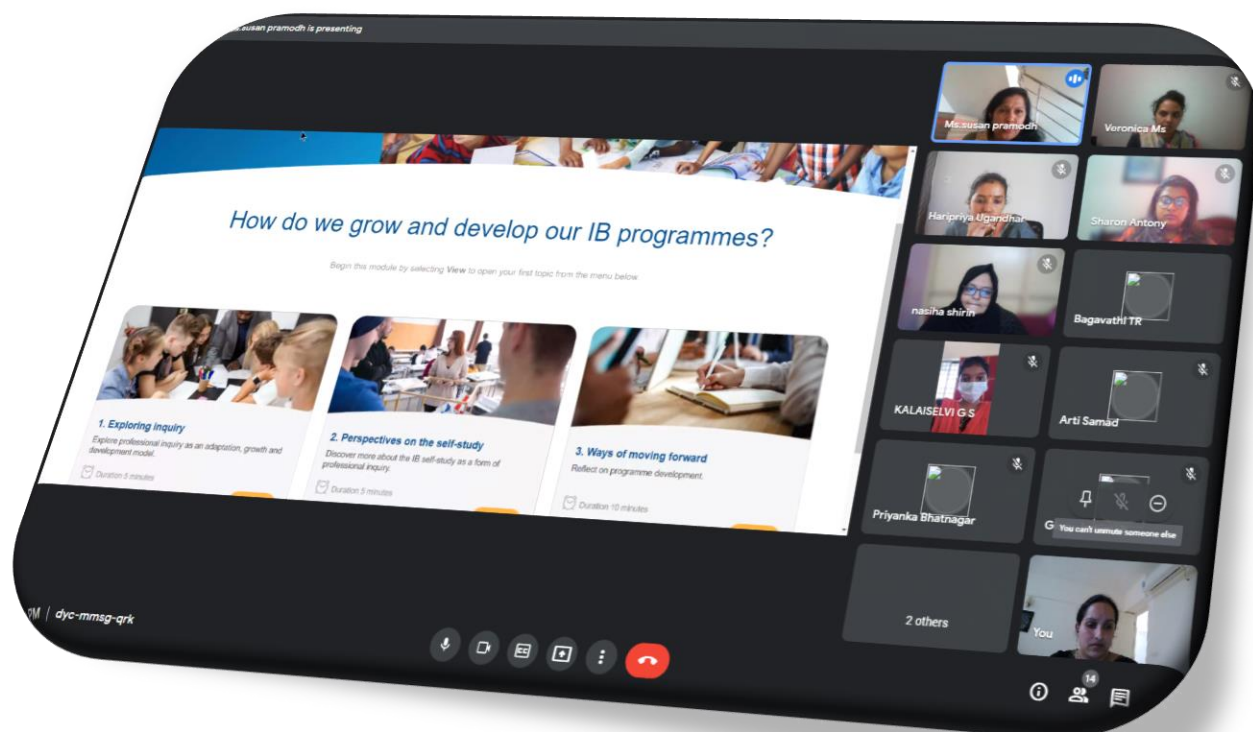 Ms.susan pramodh is presenting
How do we grow and develop our IB programmes?
Begin this module by selecting View to open your first topic from the menu below
1. Exploring inquiry
Explore professional inquiry as an adaptation, growth and
development model.
Duration 5 minutes
2. Perspectives on the self-study
Discover more about the IB self-study as a form of
professional inquiry.
Duration 5 minutes
3. Ways of moving forward
Reflect on programme development.
Duration 10 minutes
Ms.susan pramodh
Veronica Ms
Haripriya Ugandhar
Sharon Antony
nasiha shirin
Bagavathi TR
KALAISELVI G S
Arti Samad
Priyanka Bhatnagar
G
You can't unmute someone else
2 others
You
PM | dyc-mmsg-qrk
14